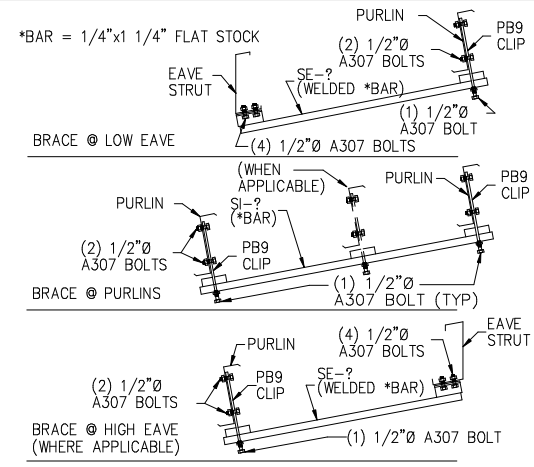 *BAR = 1/4"x1 1/4" FLAT STOCK
PURLIN
PB9
CLIP
(2) 1/2"Ø
A307 BOLTS
EAVE
STRUT
SE-?
(WELDED *BAR)
(1) 1/2"Ø
A307 BOLT
(4) 1/2"Ø A307 BOLTS
BRACE @ LOW EAVE
(WHEN
APPLICABLE)
PURLIN
PB9
CLIP
PURLIN
SI-?
(*BAR)
(2) 1/2"Ø
A307 BOLTS
PB9
CLIP
(1) 1/2"Ø
A307 BOLT (TYP)
BRACE @ PURLINS
PURLIN
(4) 1/2"Ø
A307 BOLTS
EAVE
STRUT
(2) 1/2"Ø
A307 BOLTS
PB9
CLIP
SE-?
(WELDED *BAR)
BRACE @ HIGH EAVE
(WHERE APPLICABLE)
(1) 1/2"Ø A307 BOLT